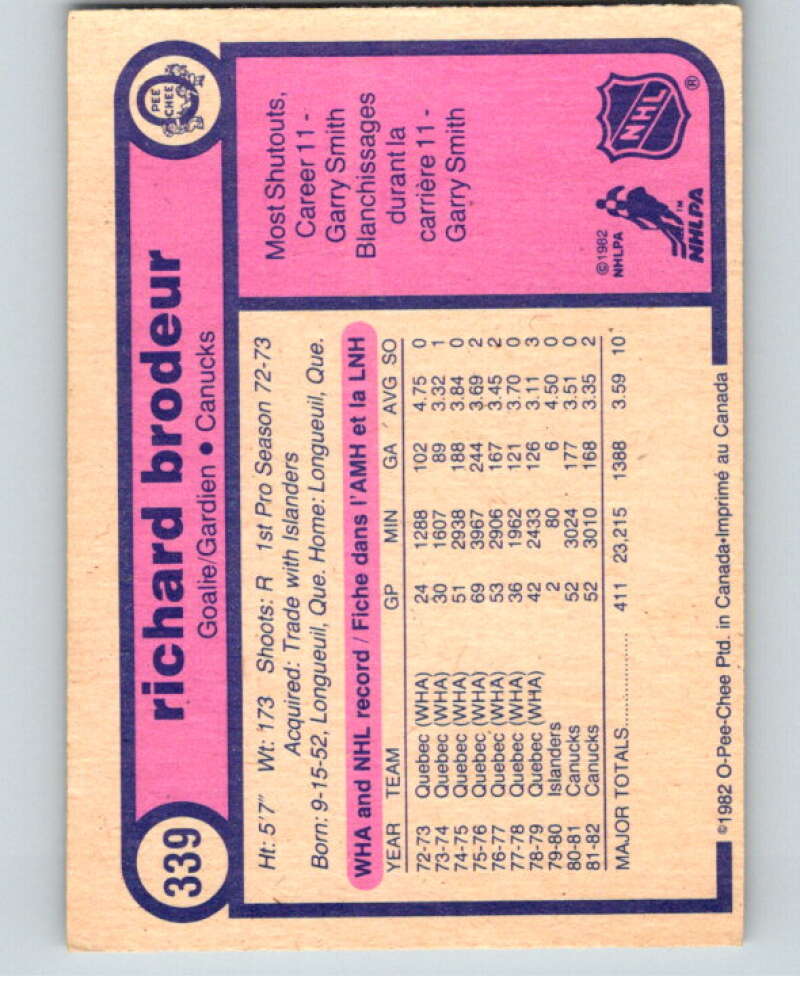 339
richard brodeur
Goalie/Gardien • Canucks
O
PEE
CHEE
Ht: 5'7" Wt: 173 Shoots: R 1st Pro Season 72-73
Acquired: Trade with Islanders
Born: 9-15-52, Longueuil, Que. Home: Longueuil, Que.
WHA and NHL record / Fiche dans l'AMH et la LNH
YEAR TEAM GP MIN GA AVG SO
72-73 Quebec (WHA) 24 1288 102 4.75 0
73-74 Quebec (WHA) 30 1607 89 3.32 1
74-75 Quebec (WHA) 51 2938 188 3.84 0
75-76 Quebec (WHA) 69 3967 244 3.69 2
76-77 Quebec (WHA) 53 2906 167 3.45 2
77-78 Quebec (WHA) 36 1962 121 3.70 0
78-79 Quebec (WHA) 42 2433 126 3.11 3
79-80 Islanders 2 80 6 4.50 0
80-81 Canucks 52 3024 177 3.51 0
81-82 Canucks 52 3010 168 3.35 2
MAJOR TOTALS.................... 411 23,215 1388 3.59 10
Most Shutouts,
Career 11 -
Garry Smith
Blanchissages
durant la
carrière 11 -
Garry Smith
©1982
NHLPA
™
NHLPA
NHL
®
©1982 O-Pee-Chee Ptd. in Canada•Imprimé au Canada